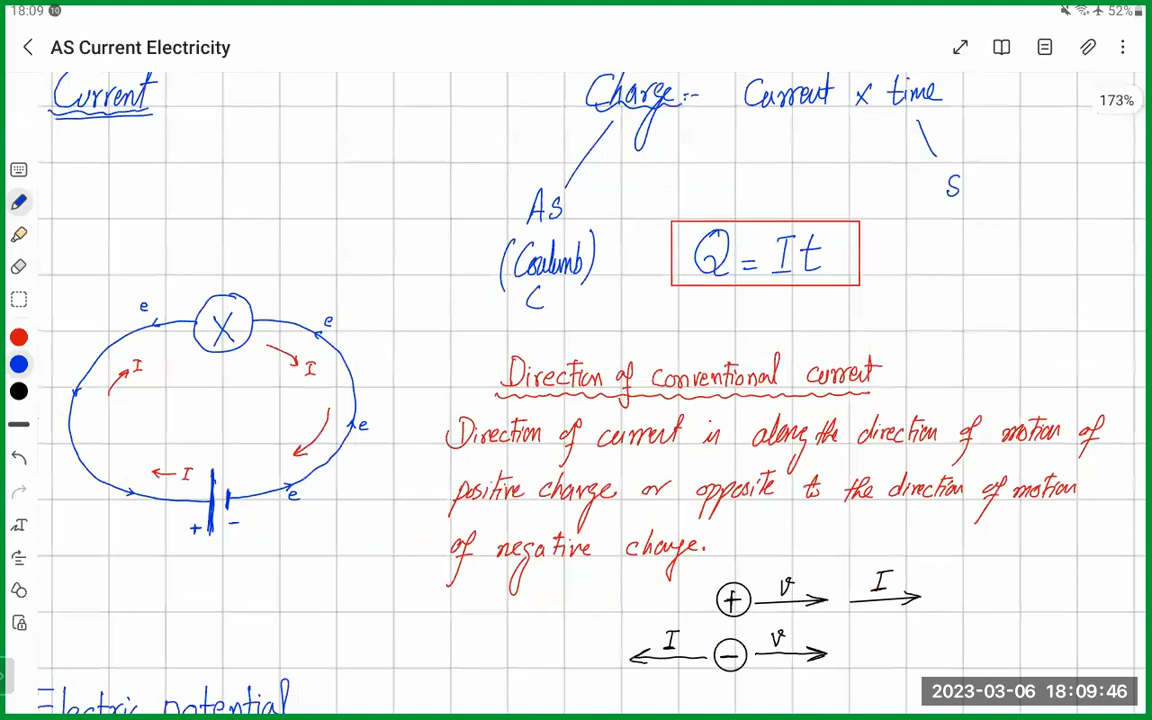 18:09 10 52%
AS Current Electricity
173%
Current
Charge:- Current x time
AS
S
(Coulumb)
C
Q = It
e
X
e
I
I
e
I
e
+ -
Direction of conventional current
Direction of current is along the direction of motion of
positive charge or opposite to the direction of motion
of negative charge.
+ v I
I - v
Electric potential
2023-03-06 18:09:46